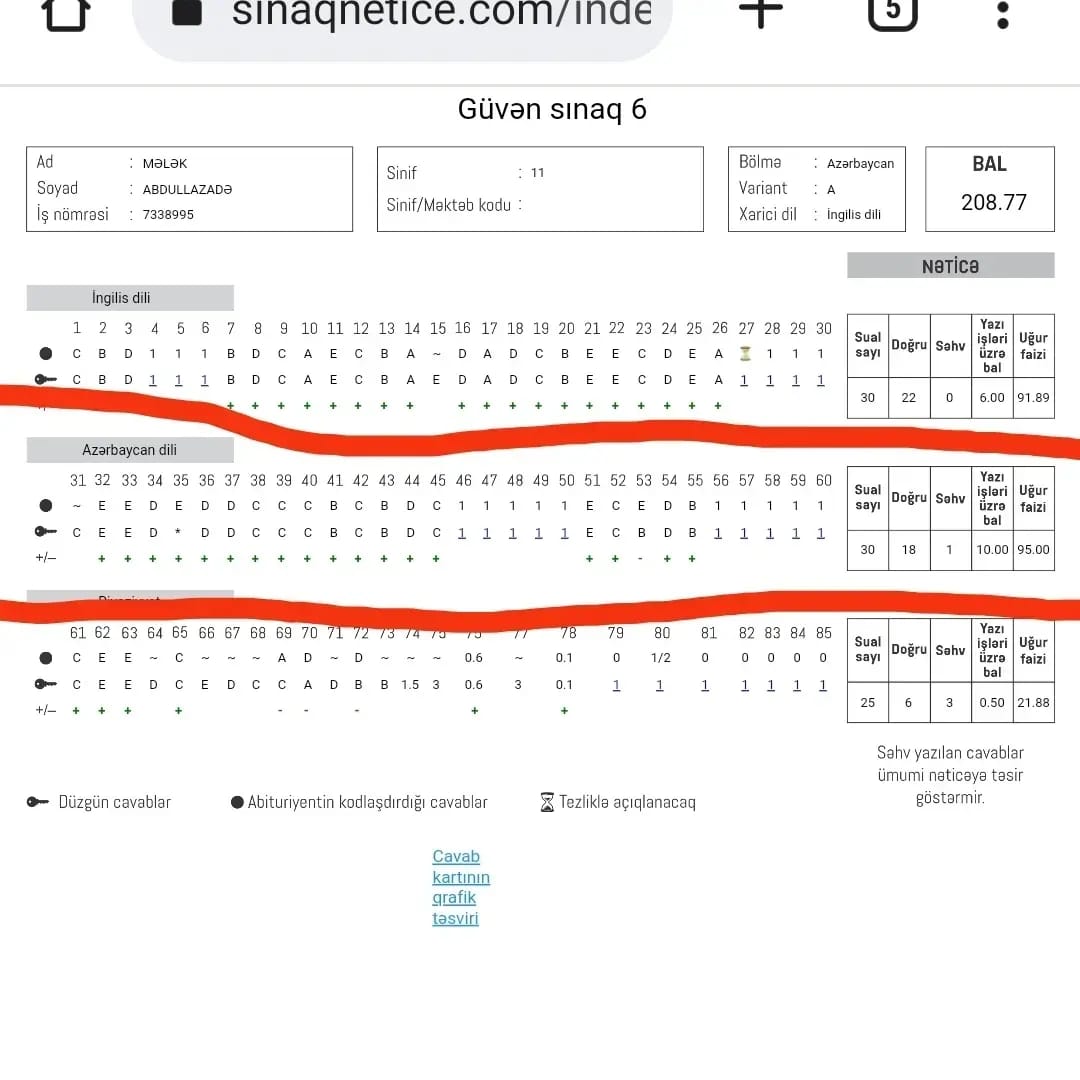 sinaqnetice.com/inde
5
Güvən sınaq 6
Ad : MƏLƏK
Soyad : ABDULLAZADƏ
İş nömrəsi : 7338995
Sinif : 11
Sinif/Məktəb kodu :
Bölmə : Azərbaycan
Variant : A
Xarici dil : İngilis dili
BAL
208.77
NƏTİCƏ
İngilis dili
1 2 3 4 5 6 7 8 9 10 11 12 13 14 15 16 17 18 19 20 21 22 23 24 25 26 27 28 29 30
C B D 1 1 1 B D C A E C B A ~ D A D C B E E C D E A 1 1 1
C B D 1 1 1 B D C A E C B A E D A D C B E E C D E A 1 1 1 1
+ + + + + + + + + + + + + + + + + + +
Sual sayı Doğru Səhv Yazı işləri üzrə bal Uğur faizi
30 22 0 6.00 91.89
Azərbaycan dili
31 32 33 34 35 36 37 38 39 40 41 42 43 44 45 46 47 48 49 50 51 52 53 54 55 56 57 58 59 60
~ E E D E D D C C C B C B D C 1 1 1 1 1 E C E D B 1 1 1 1 1
C E E D * D D C C C B C B D C 1 1 1 1 1 E C B D B 1 1 1 1 1
+/– + + + + + + + + + + + + + + + + - + +
Sual sayı Doğru Səhv Yazı işləri üzrə bal Uğur faizi
30 18 1 10.00 95.00
61 62 63 64 65 66 67 68 69 70 71 72 73 74 75 77 78 79 80 81 82 83 84 85
C E E ~ C ~ ~ ~ A D ~ D ~ ~ ~ 0.6 ~ 0.1 0 1/2 0 0 0 0 0
C E E D C E D C C A D B B 1.5 3 0.6 3 0.1 1 1 1 1 1 1 1
+/– + + + + - - - + +
Sual sayı Doğru Səhv Yazı işləri üzrə bal Uğur faizi
25 6 3 0.50 21.88
Səhv yazılan cavablar
ümumi nəticəyə təsir
göstərmir.
Düzgün cavablar
Abituriyentin kodlaşdırdığı cavablar
Tezliklə açıqlanacaq
Cavab
kartının
qrafik
təsviri